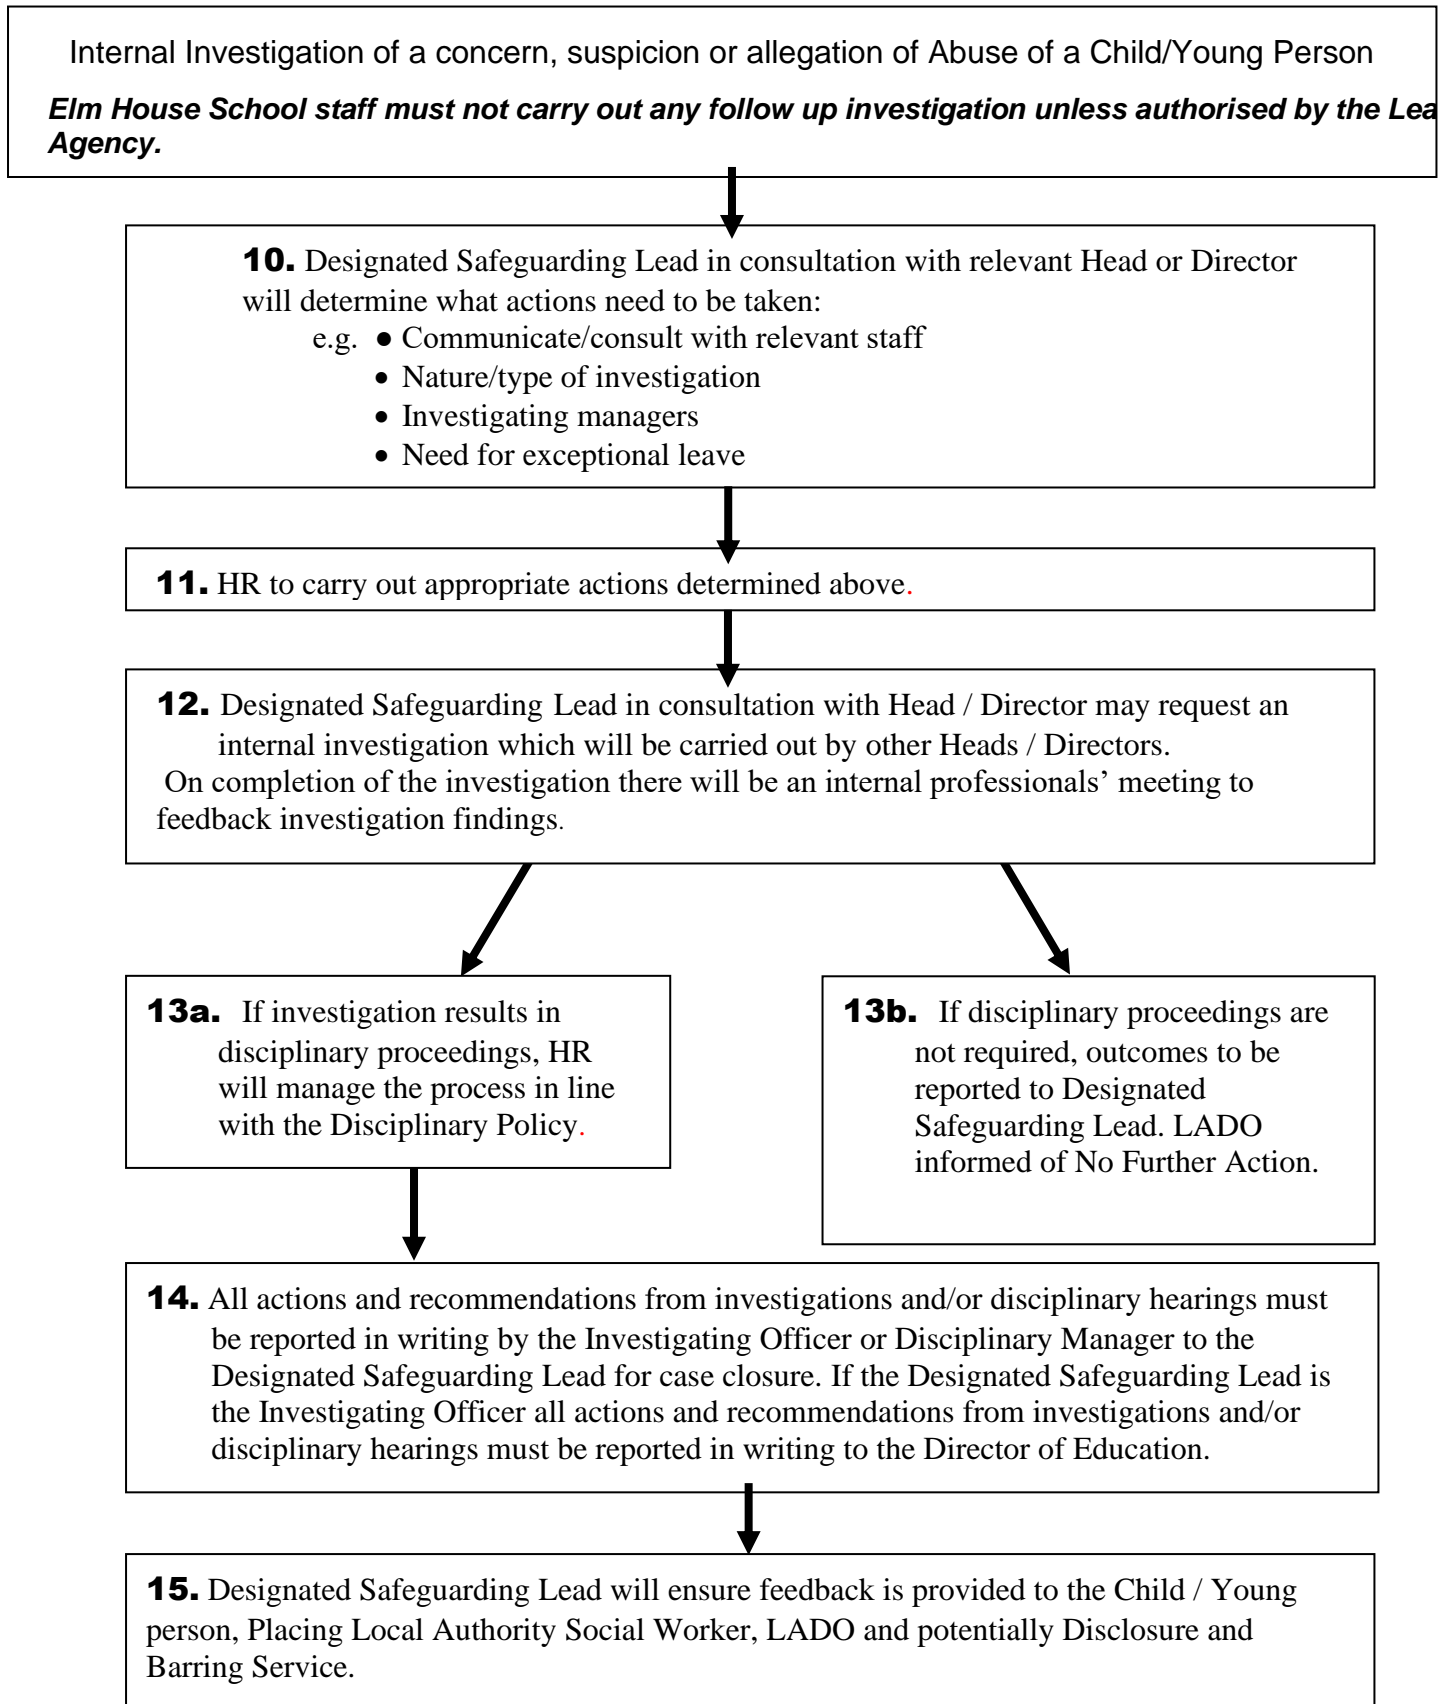 Internal Investigation of a concern, suspicion or allegation of Abuse of a Child/Young Person
Elm House School staff must not carry out any follow up investigation unless authorised by the Lea
Agency.
10. Designated Safeguarding Lead in consultation with relevant Head or Director
will determine what actions need to be taken:
e.g. ● Communicate/consult with relevant staff
• Nature/type of investigation
• Investigating managers
• Need for exceptional leave
11. HR to carry out appropriate actions determined above.
12. Designated Safeguarding Lead in consultation with Head / Director may request an
internal investigation which will be carried out by other Heads / Directors.
On completion of the investigation there will be an internal professionals’ meeting to
feedback investigation findings.
13a. If investigation results in
disciplinary proceedings, HR
will manage the process in line
with the Disciplinary Policy.
13b. If disciplinary proceedings are
not required, outcomes to be
reported to Designated
Safeguarding Lead. LADO
informed of No Further Action.
14. All actions and recommendations from investigations and/or disciplinary hearings must
be reported in writing by the Investigating Officer or Disciplinary Manager to the
Designated Safeguarding Lead for case closure. If the Designated Safeguarding Lead is
the Investigating Officer all actions and recommendations from investigations and/or
disciplinary hearings must be reported in writing to the Director of Education.
15. Designated Safeguarding Lead will ensure feedback is provided to the Child / Young
person, Placing Local Authority Social Worker, LADO and potentially Disclosure and
Barring Service.